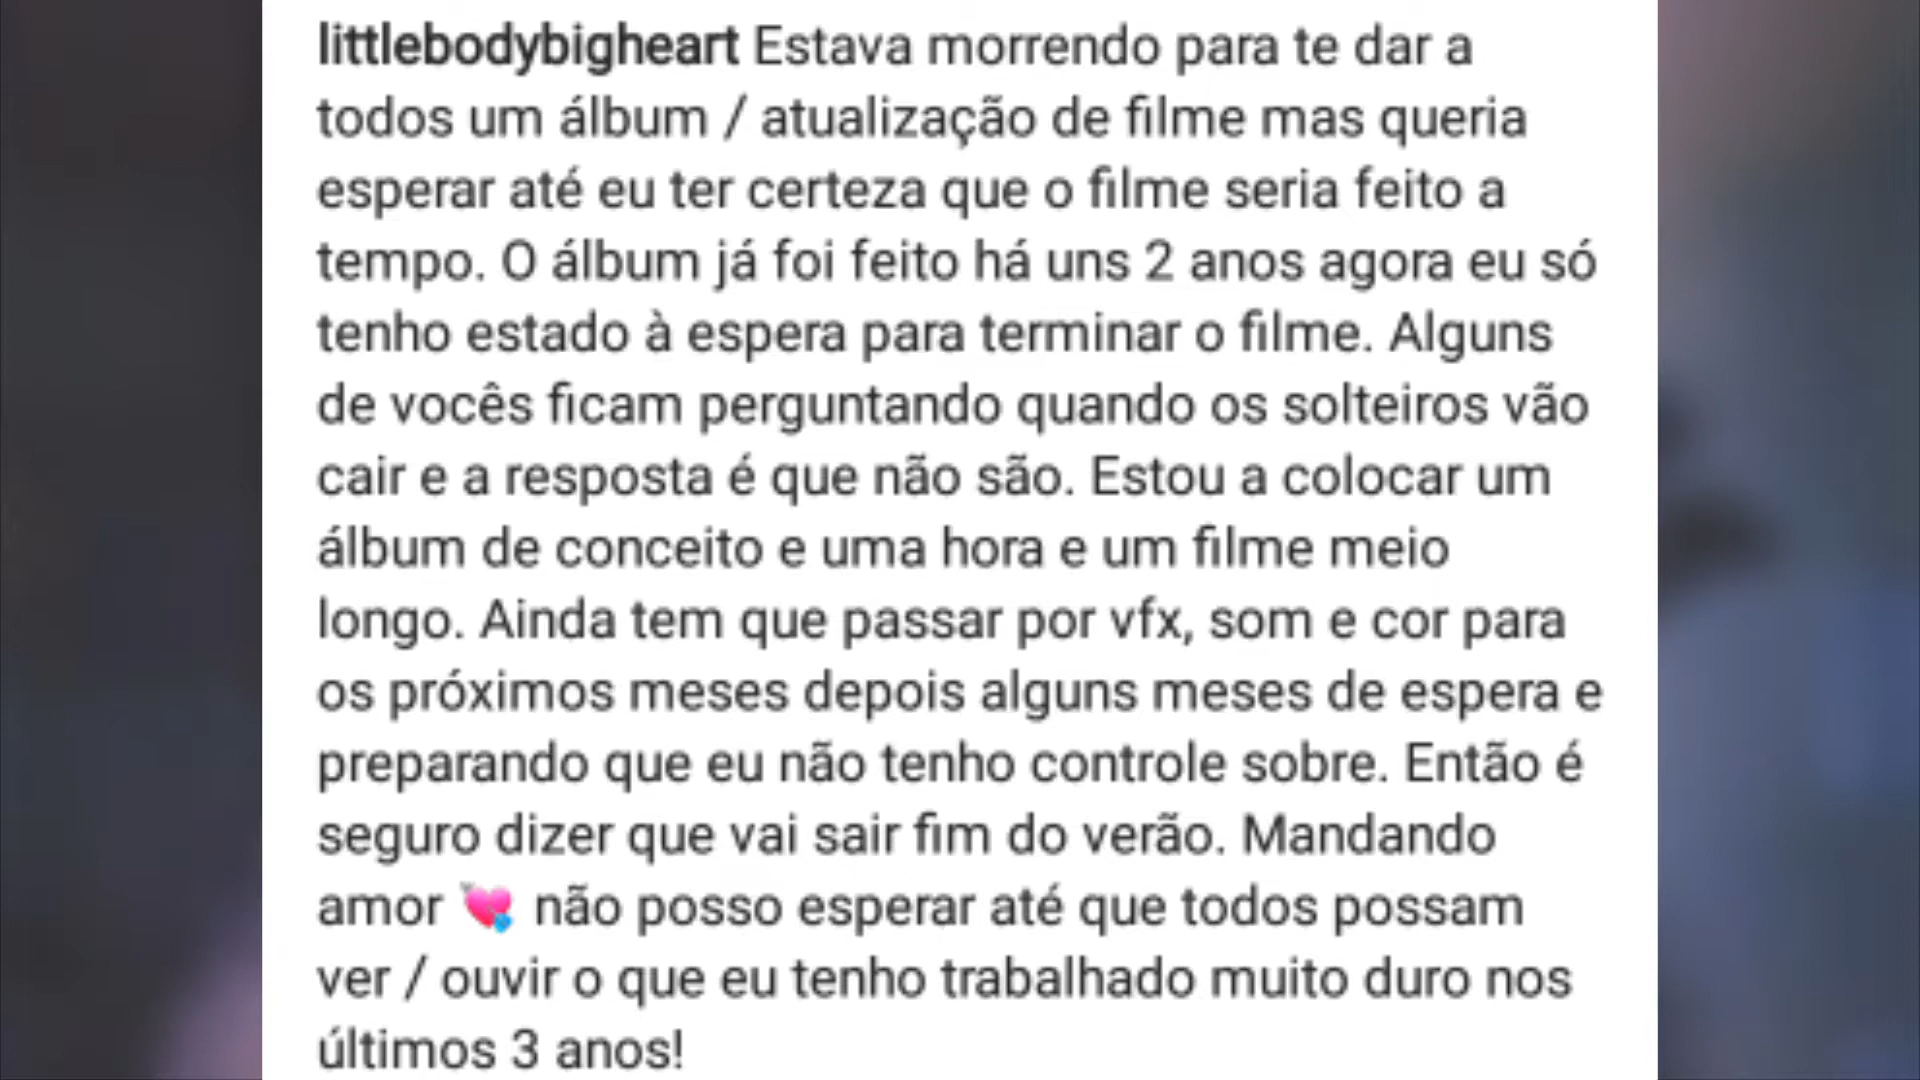 littlebodybigheart Estava morrendo para te dar a
todos um álbum / atualização de filme mas queria
esperar até eu ter certeza que o filme seria feito a
tempo. O álbum já foi feito há uns 2 anos agora eu só
tenho estado à espera para terminar o filme. Alguns
de vocês ficam perguntando quando os solteiros vão
cair e a resposta é que não são. Estou a colocar um
álbum de conceito e uma hora e um filme meio
longo. Ainda tem que passar por vfx, som e cor para
os próximos meses depois alguns meses de espera e
preparando que eu não tenho controle sobre. Então é
seguro dizer que vai sair fim do verão. Mandando
amor 💘 não posso esperar até que todos possam
ver / ouvir o que eu tenho trabalhado muito duro nos
últimos 3 anos!